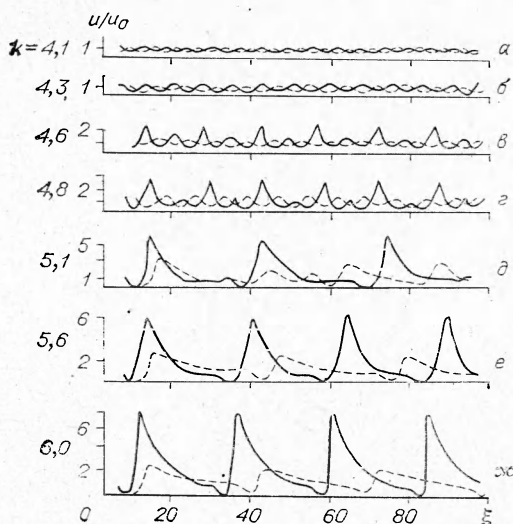 u/u₀
к=4,1 1 а
4,3 1 б
4,6 2 в
4,8 2 г
5,1 5 1 д
5,6 6 2 е
6,0 6 2 ж
0 20 40 60 80 ξ